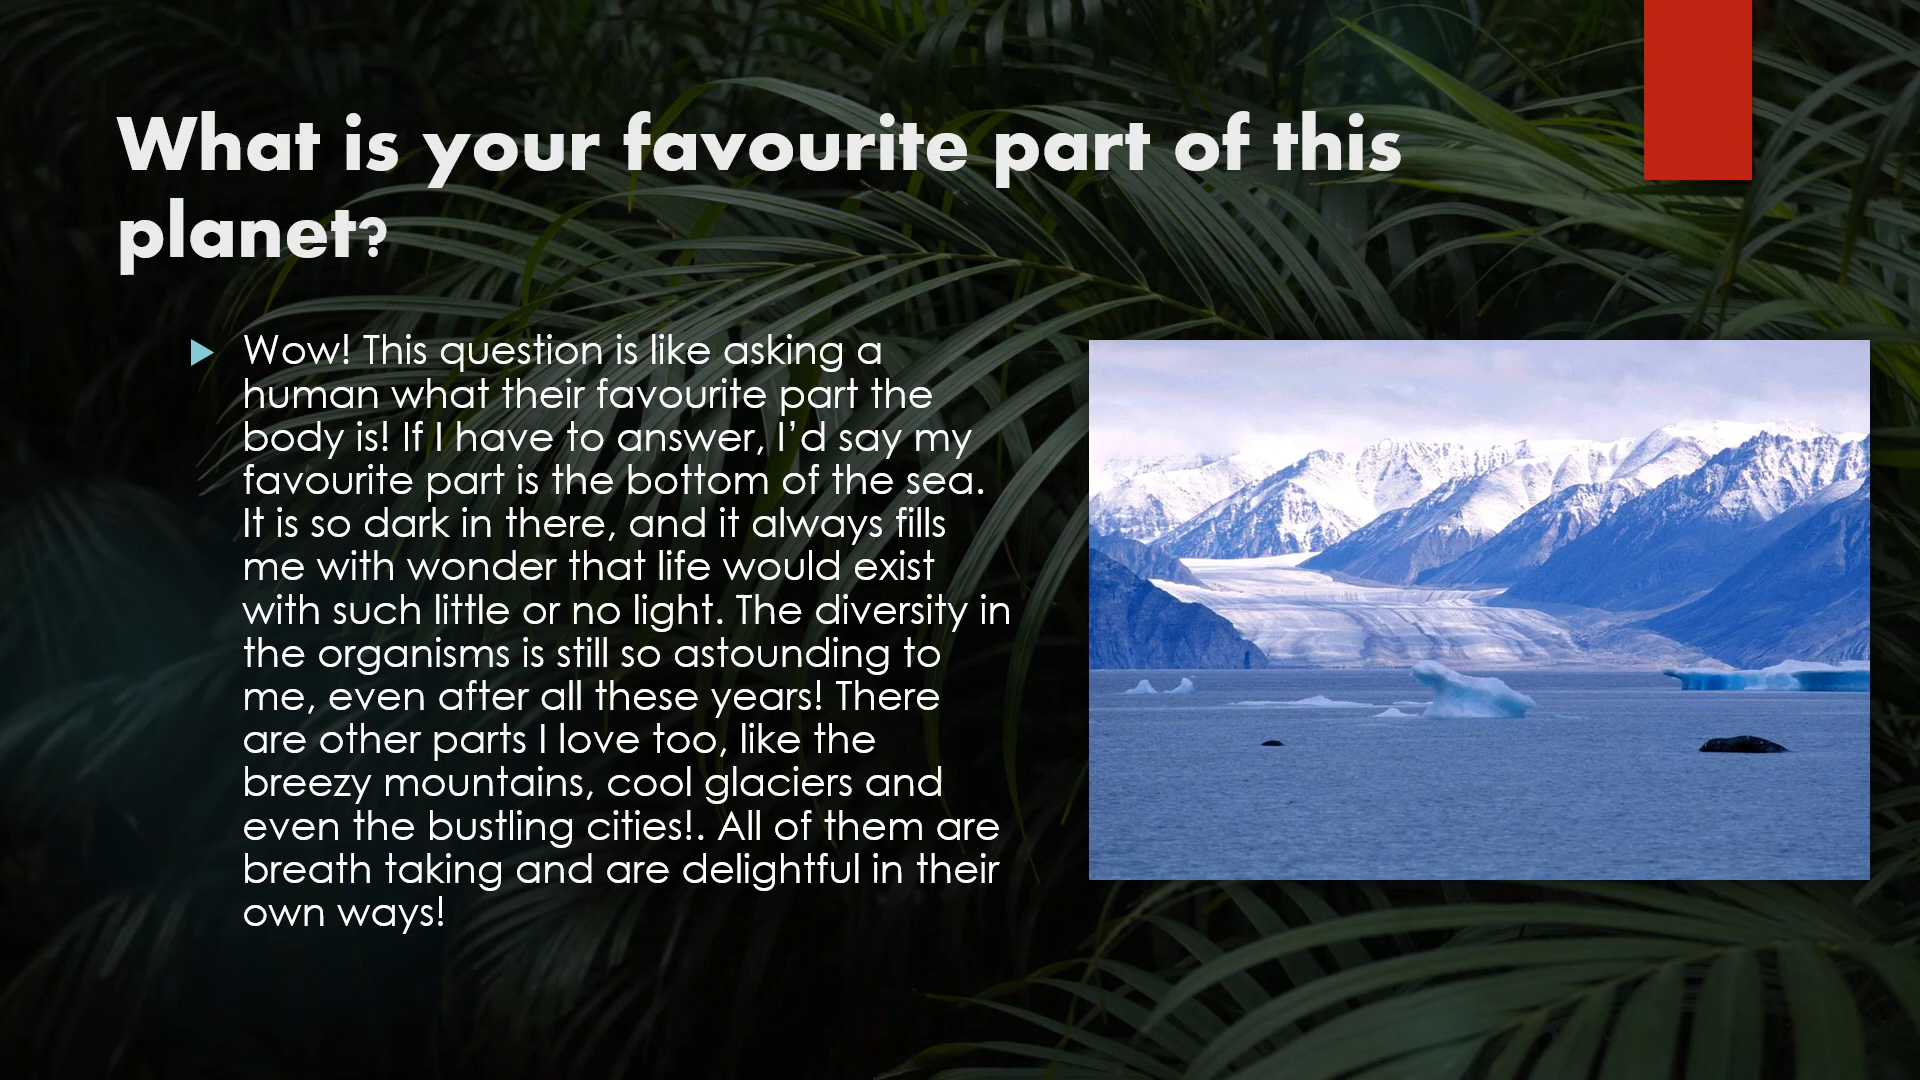 What is your favourite part of this
planet?
Wow! This question is like asking a
human what their favourite part the
body is! If I have to answer, I’d say my
favourite part is the bottom of the sea.
It is so dark in there, and it always fills
me with wonder that life would exist
with such little or no light. The diversity in
the organisms is still so astounding to
me, even after all these years! There
are other parts I love too, like the
breezy mountains, cool glaciers and
even the bustling cities!. All of them are
breath taking and are delightful in their
own ways!